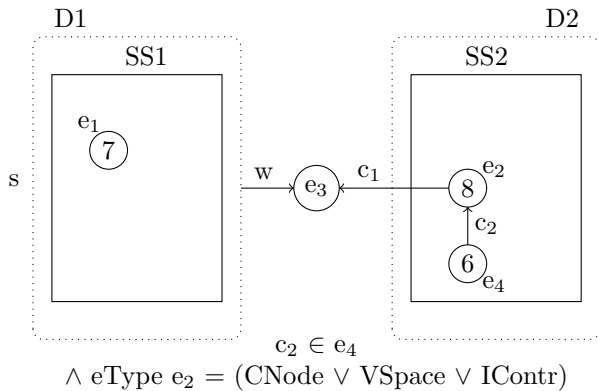 D1
D2
SS1
SS2
e₁
7
s
w
e₃
c₁
8
e₂
c₂
6
e₄
c₂ ∈ e₄
∧ eType e₂ = (CNode ∨ VSpace ∨ IContr)